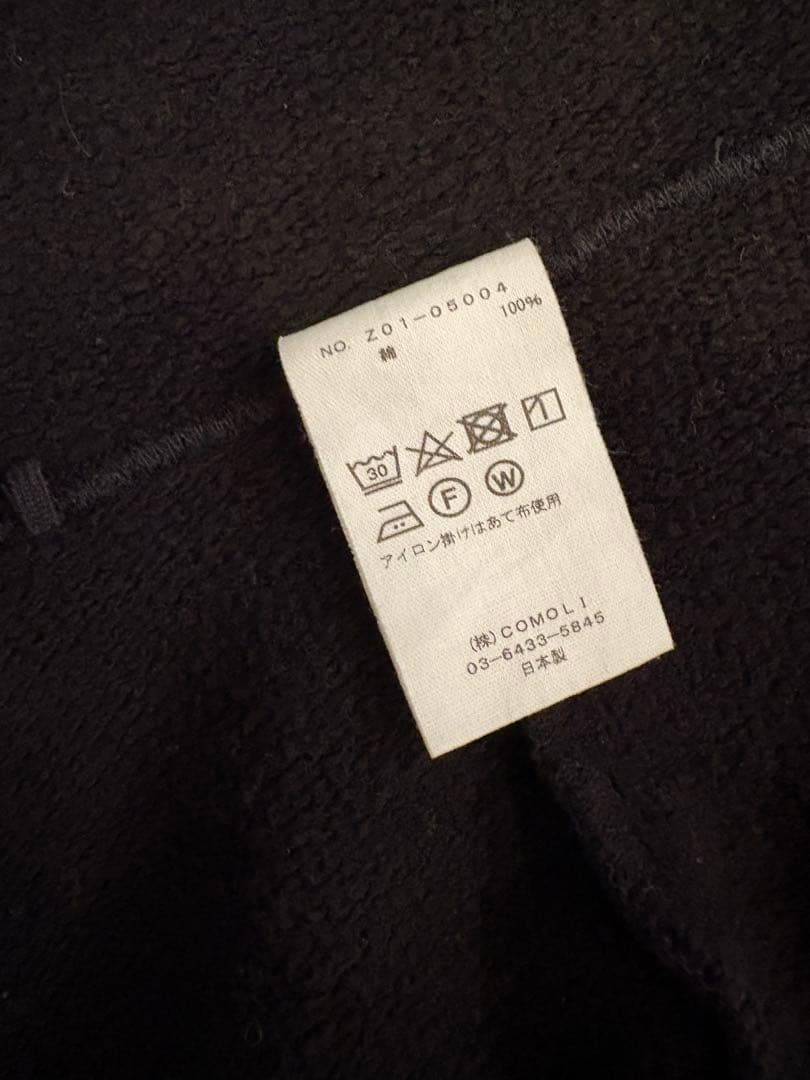 NO. Z01-05004
綿 100%
30
F W
アイロン掛けはあて布使用
(株)COMOLI
03-6433-5845
日本製